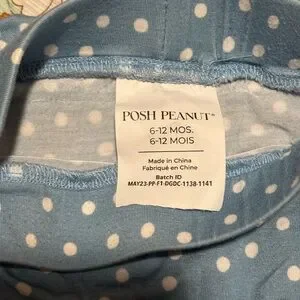 POSH PEANUT®
6-12 MOS.
6-12 MOIS
Made in China
Fabriqué en Chine
Batch ID
MAY23-PP-F1-DGDC-1138-1141